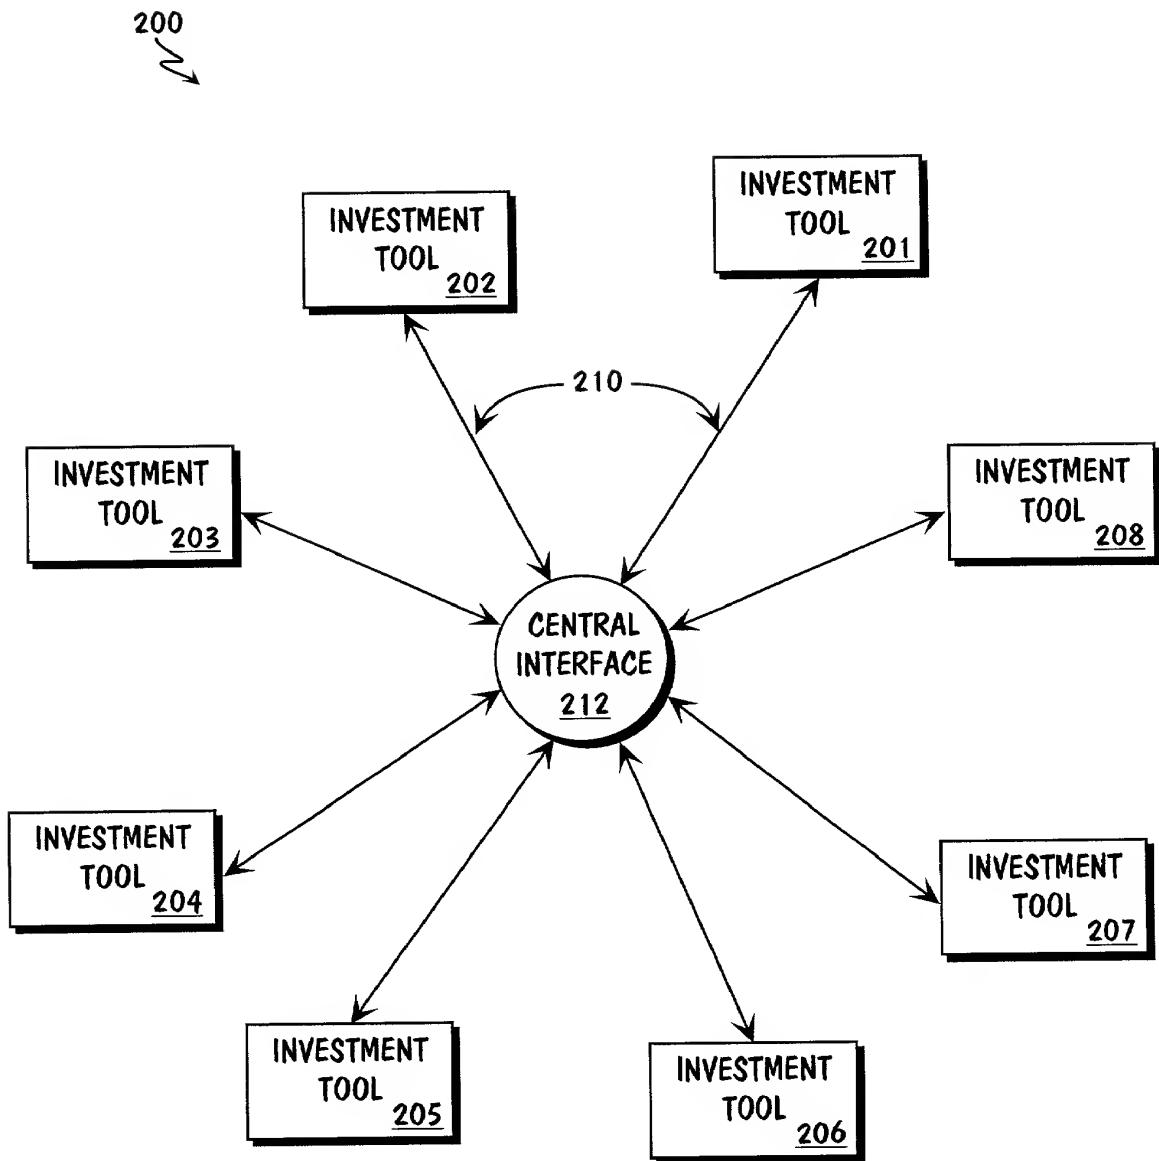 200
INVESTMENT
TOOL
201
INVESTMENT
TOOL
202
210
INVESTMENT
TOOL
203
INVESTMENT
TOOL
208
CENTRAL
INTERFACE
212
INVESTMENT
TOOL
204
INVESTMENT
TOOL
207
INVESTMENT
TOOL
205
INVESTMENT
TOOL
206